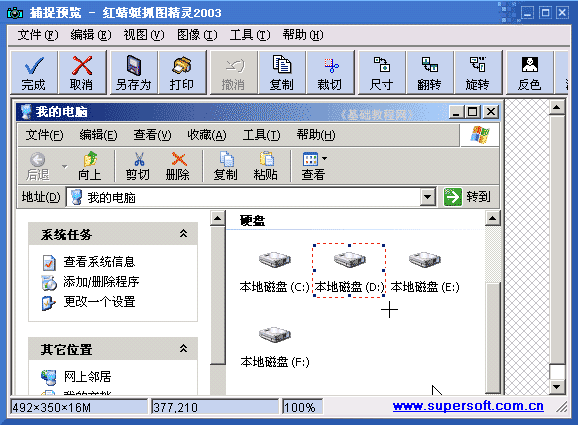 捕捉预览 - 红蜻蜓抓图精灵2003
文件(F) 编辑(E) 视图(V) 图像(I) 工具(T) 帮助(H)
完成 取消 另存为 打印 撤消 复制 裁切 尺寸 翻转 旋转 反色
我的电脑 《基础教程网》
文件(F) 编辑(E) 查看(V) 收藏(A) 工具(T) 帮助(H)
后退 向上 剪切 删除 复制 粘贴 查看
地址(D) 我的电脑 转到
系统任务
查看系统信息
添加/删除程序
更改一个设置
其它位置
网上邻居
我的文档
硬盘
本地磁盘 (C:) 本地磁盘 (D:) 本地磁盘 (E:)
本地磁盘 (F:)
492×350×16M 377,210 100% www.supersoft.com.cn